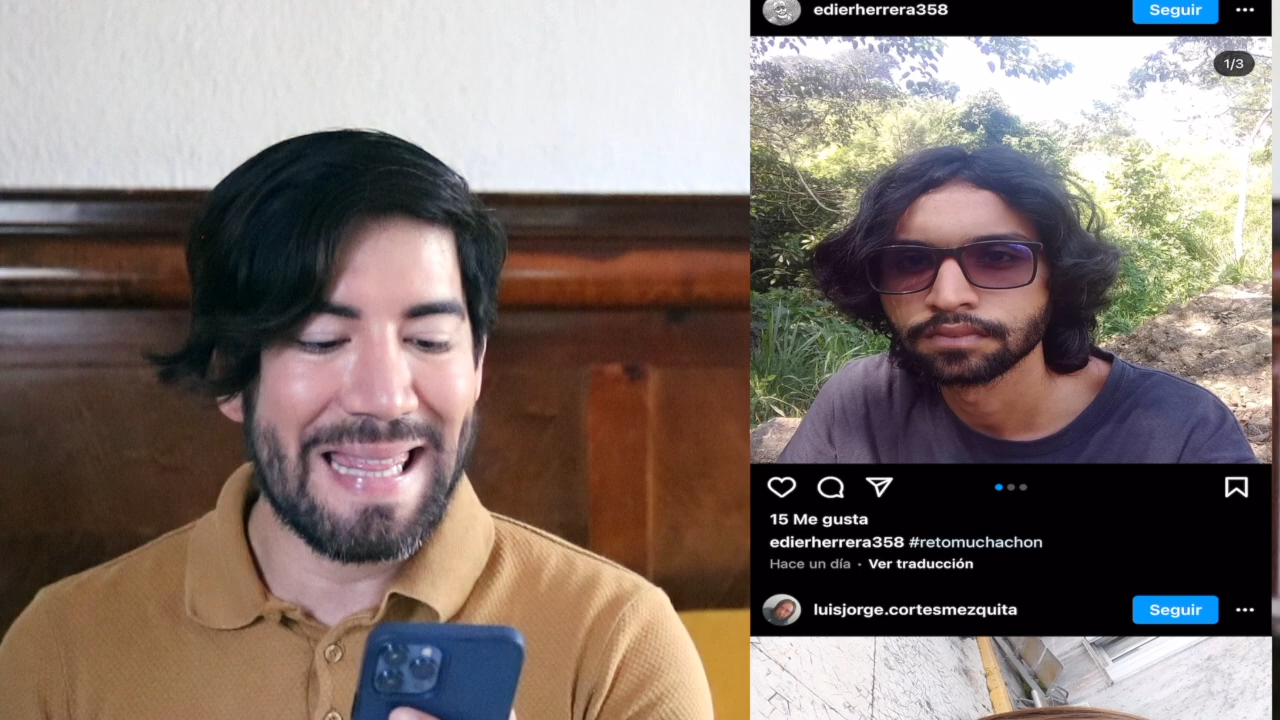 edierherrera358
Seguir
1/3
15 Me gusta
edierherrera358 #retomuchachon
Hace un día • Ver traducción
luisjorge.cortesmezquita
Seguir